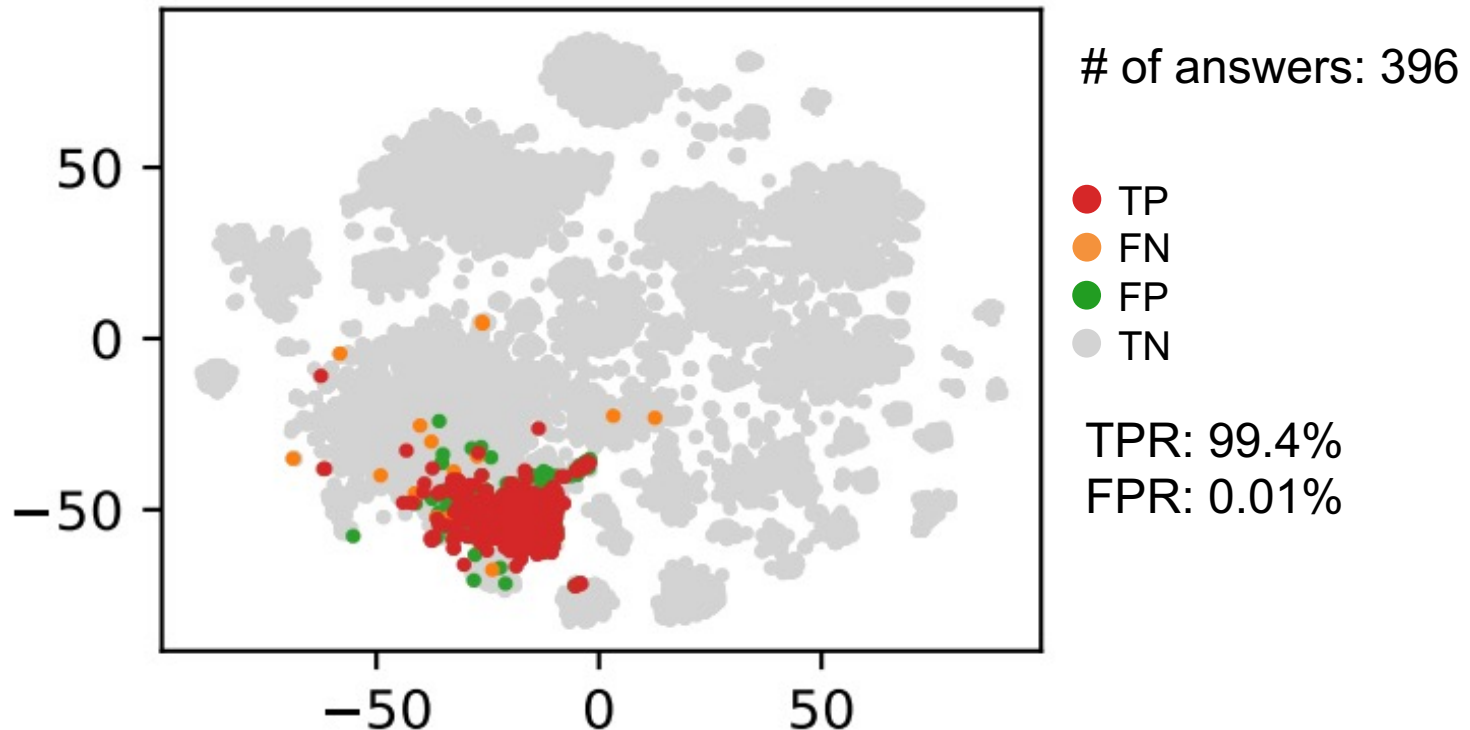 # of answers: 396
50
0
−50
−50
0
50
TP
FN
FP
TN
TPR: 99.4%
FPR: 0.01%